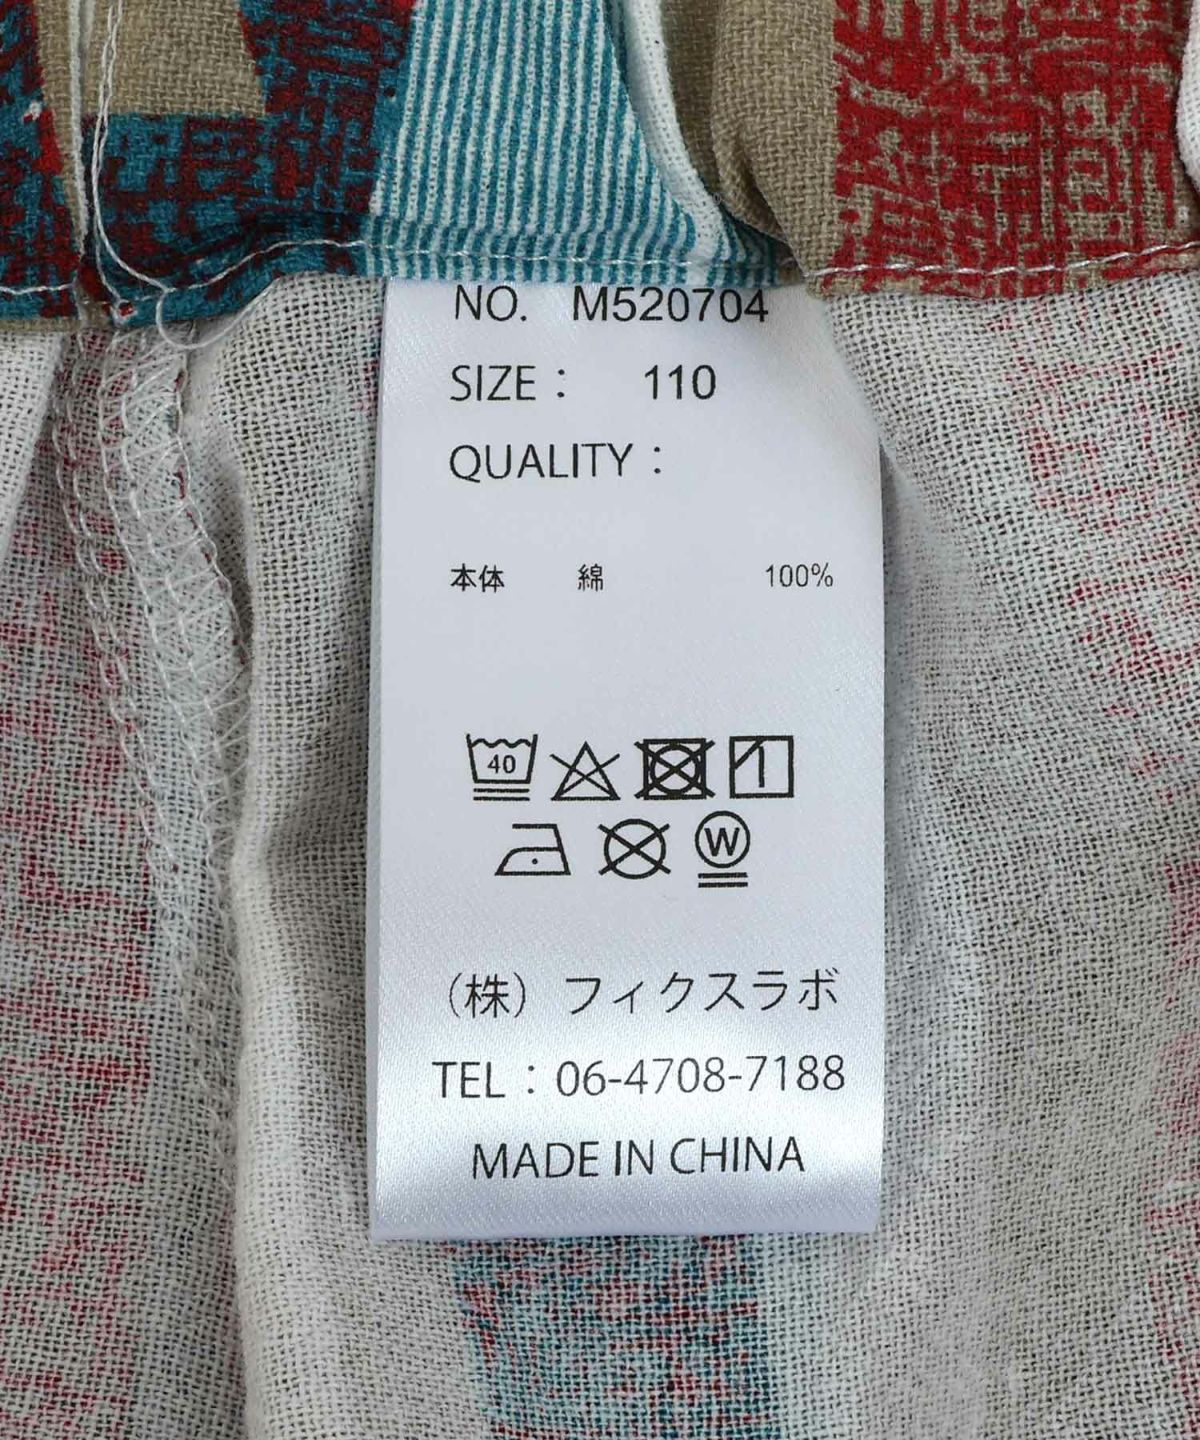 NO. M520704
SIZE： 110
QUALITY：
本体 綿 100%
40
W
（株）フィクスラボ
TEL：06-4708-7188
MADE IN CHINA